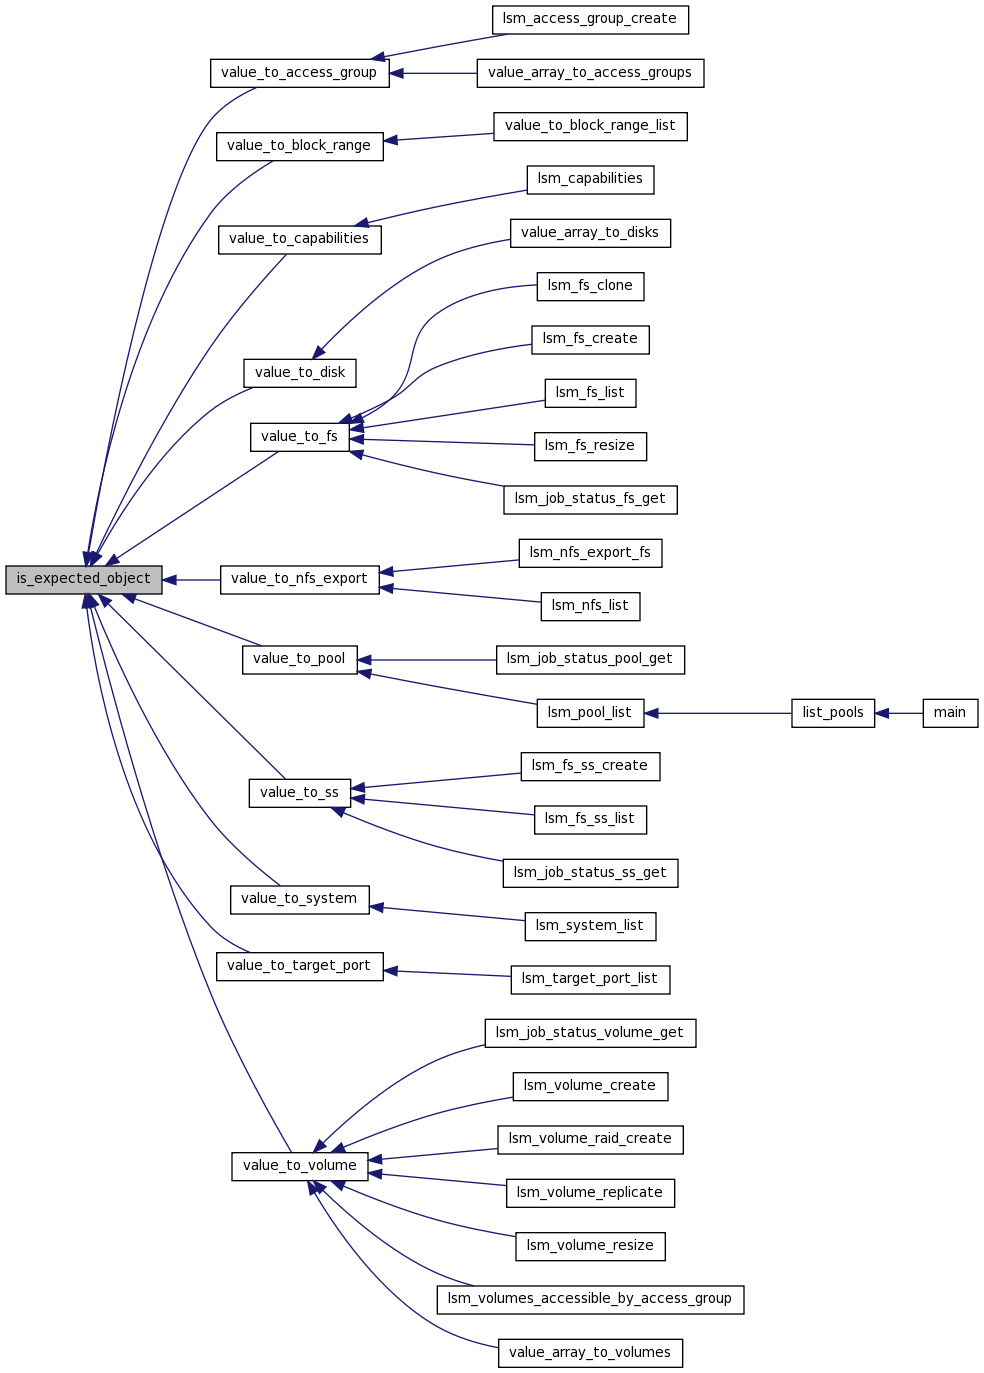 lsm_access_group_create
value_to_access_group
value_array_to_access_groups
value_to_block_range_list
value_to_block_range
lsm_capabilities
value_to_capabilities
value_array_to_disks
lsm_fs_clone
lsm_fs_create
value_to_disk
lsm_fs_list
value_to_fs
lsm_fs_resize
lsm_job_status_fs_get
lsm_nfs_export_fs
is_expected_object
value_to_nfs_export
lsm_nfs_list
value_to_pool
lsm_job_status_pool_get
lsm_pool_list
list_pools
main
lsm_fs_ss_create
value_to_ss
lsm_fs_ss_list
lsm_job_status_ss_get
value_to_system
lsm_system_list
value_to_target_port
lsm_target_port_list
lsm_job_status_volume_get
lsm_volume_create
lsm_volume_raid_create
value_to_volume
lsm_volume_replicate
lsm_volume_resize
lsm_volumes_accessible_by_access_group
value_array_to_volumes